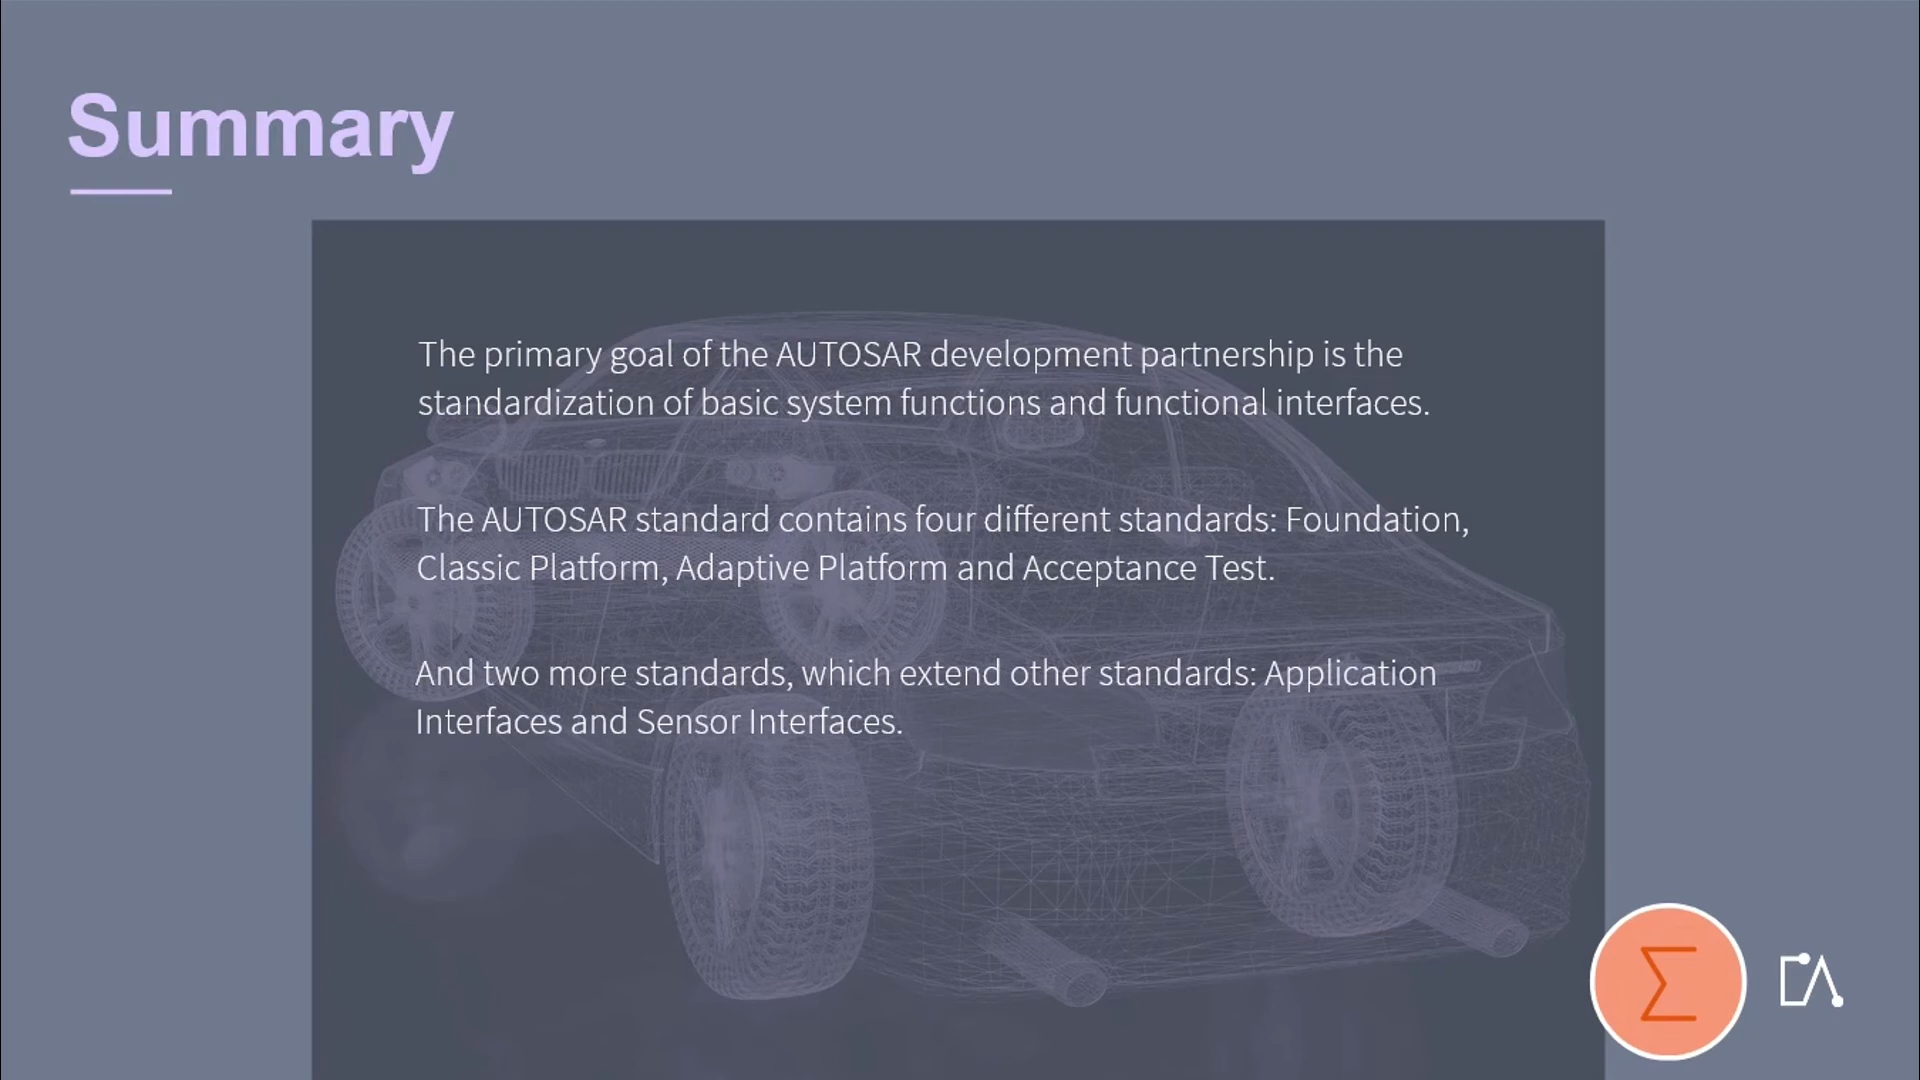 Summary
The primary goal of the AUTOSAR development partnership is the
standardization of basic system functions and functional interfaces.
The AUTOSAR standard contains four different standards: Foundation,
Classic Platform, Adaptive Platform and Acceptance Test.
And two more standards, which extend other standards: Application
Interfaces and Sensor Interfaces.
Σ